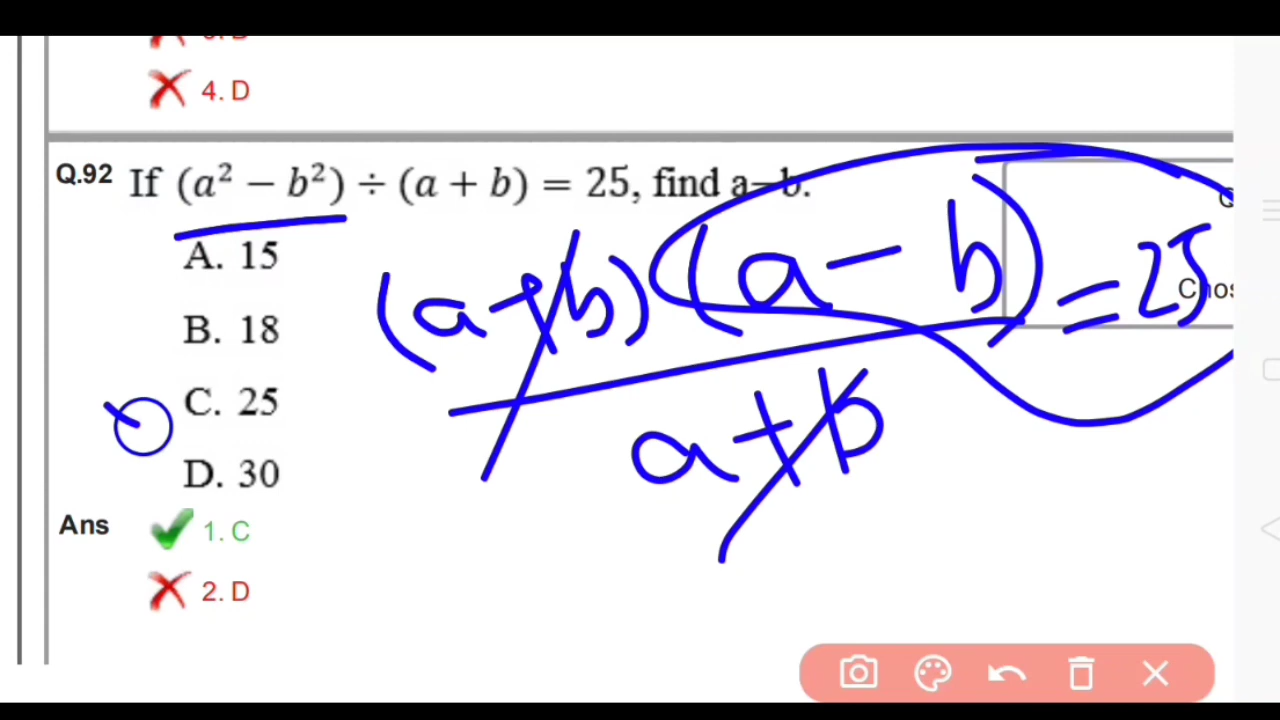 4. D
Q.92 If (a² − b²) ÷ (a + b) = 25, find a−b.
(a+b)(a−b) = 25
a+b
A. 15
B. 18
C. 25
D. 30
Ans 1. C
2. D